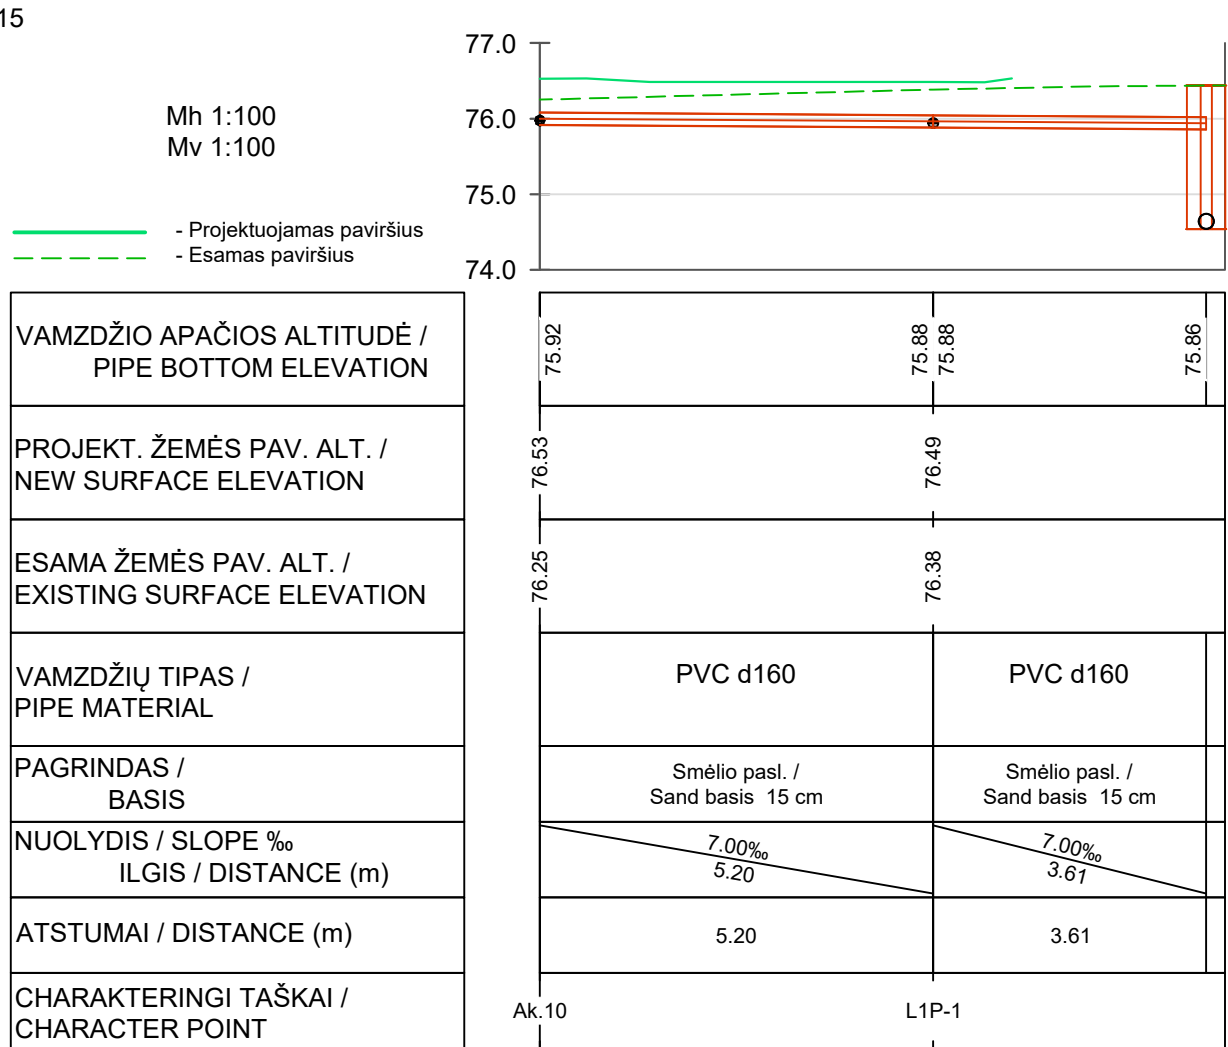 15
77.0
Mh 1:100
Mv 1:100
76.0
75.0
- Projektuojamas paviršius
- Esamas paviršius
74.0
VAMZDŽIO APAČIOS ALTITUDĖ /
PIPE BOTTOM ELEVATION
75.92
75.88
75.88
75.86
PROJEKT. ŽEMĖS PAV. ALT. /
NEW SURFACE ELEVATION
76.53
76.49
ESAMA ŽEMĖS PAV. ALT. /
EXISTING SURFACE ELEVATION
76.25
76.38
VAMZDŽIŲ TIPAS /
PIPE MATERIAL
PVC d160
PVC d160
PAGRINDAS /
BASIS
Smėlio pasl. /
Sand basis 15 cm
Smėlio pasl. /
Sand basis 15 cm
NUOLYDIS / SLOPE ‰
ILGIS / DISTANCE (m)
7.00‰
5.20
7.00‰
3.61
ATSTUMAI / DISTANCE (m)
5.20
3.61
CHARAKTERINGI TAŠKAI /
CHARACTER POINT
Ak.10
L1P-1